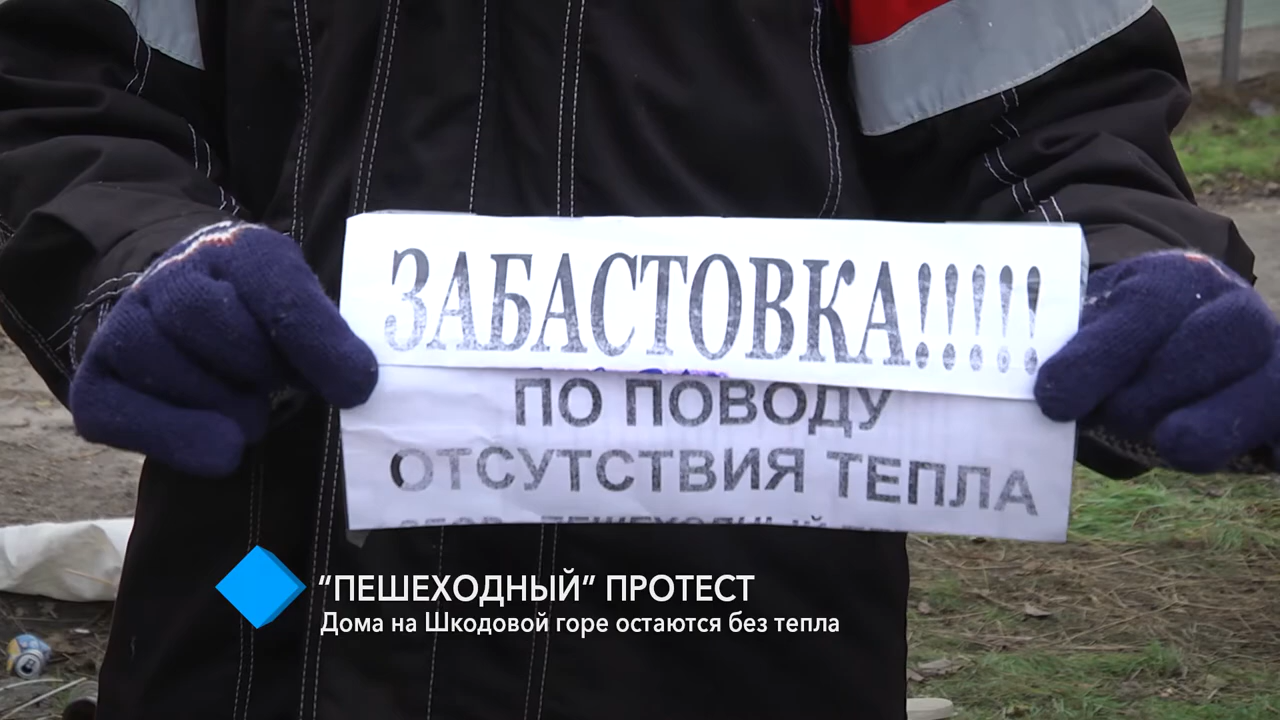 ЗАБАСТОВКА!!!!!
ПО ПОВОДУ
ОТСУТСТВИЯ ТЕПЛА
“ПЕШЕХОДНЫЙ” ПРОТЕСТ
Дома на Шкодовой горе остаются без тепла